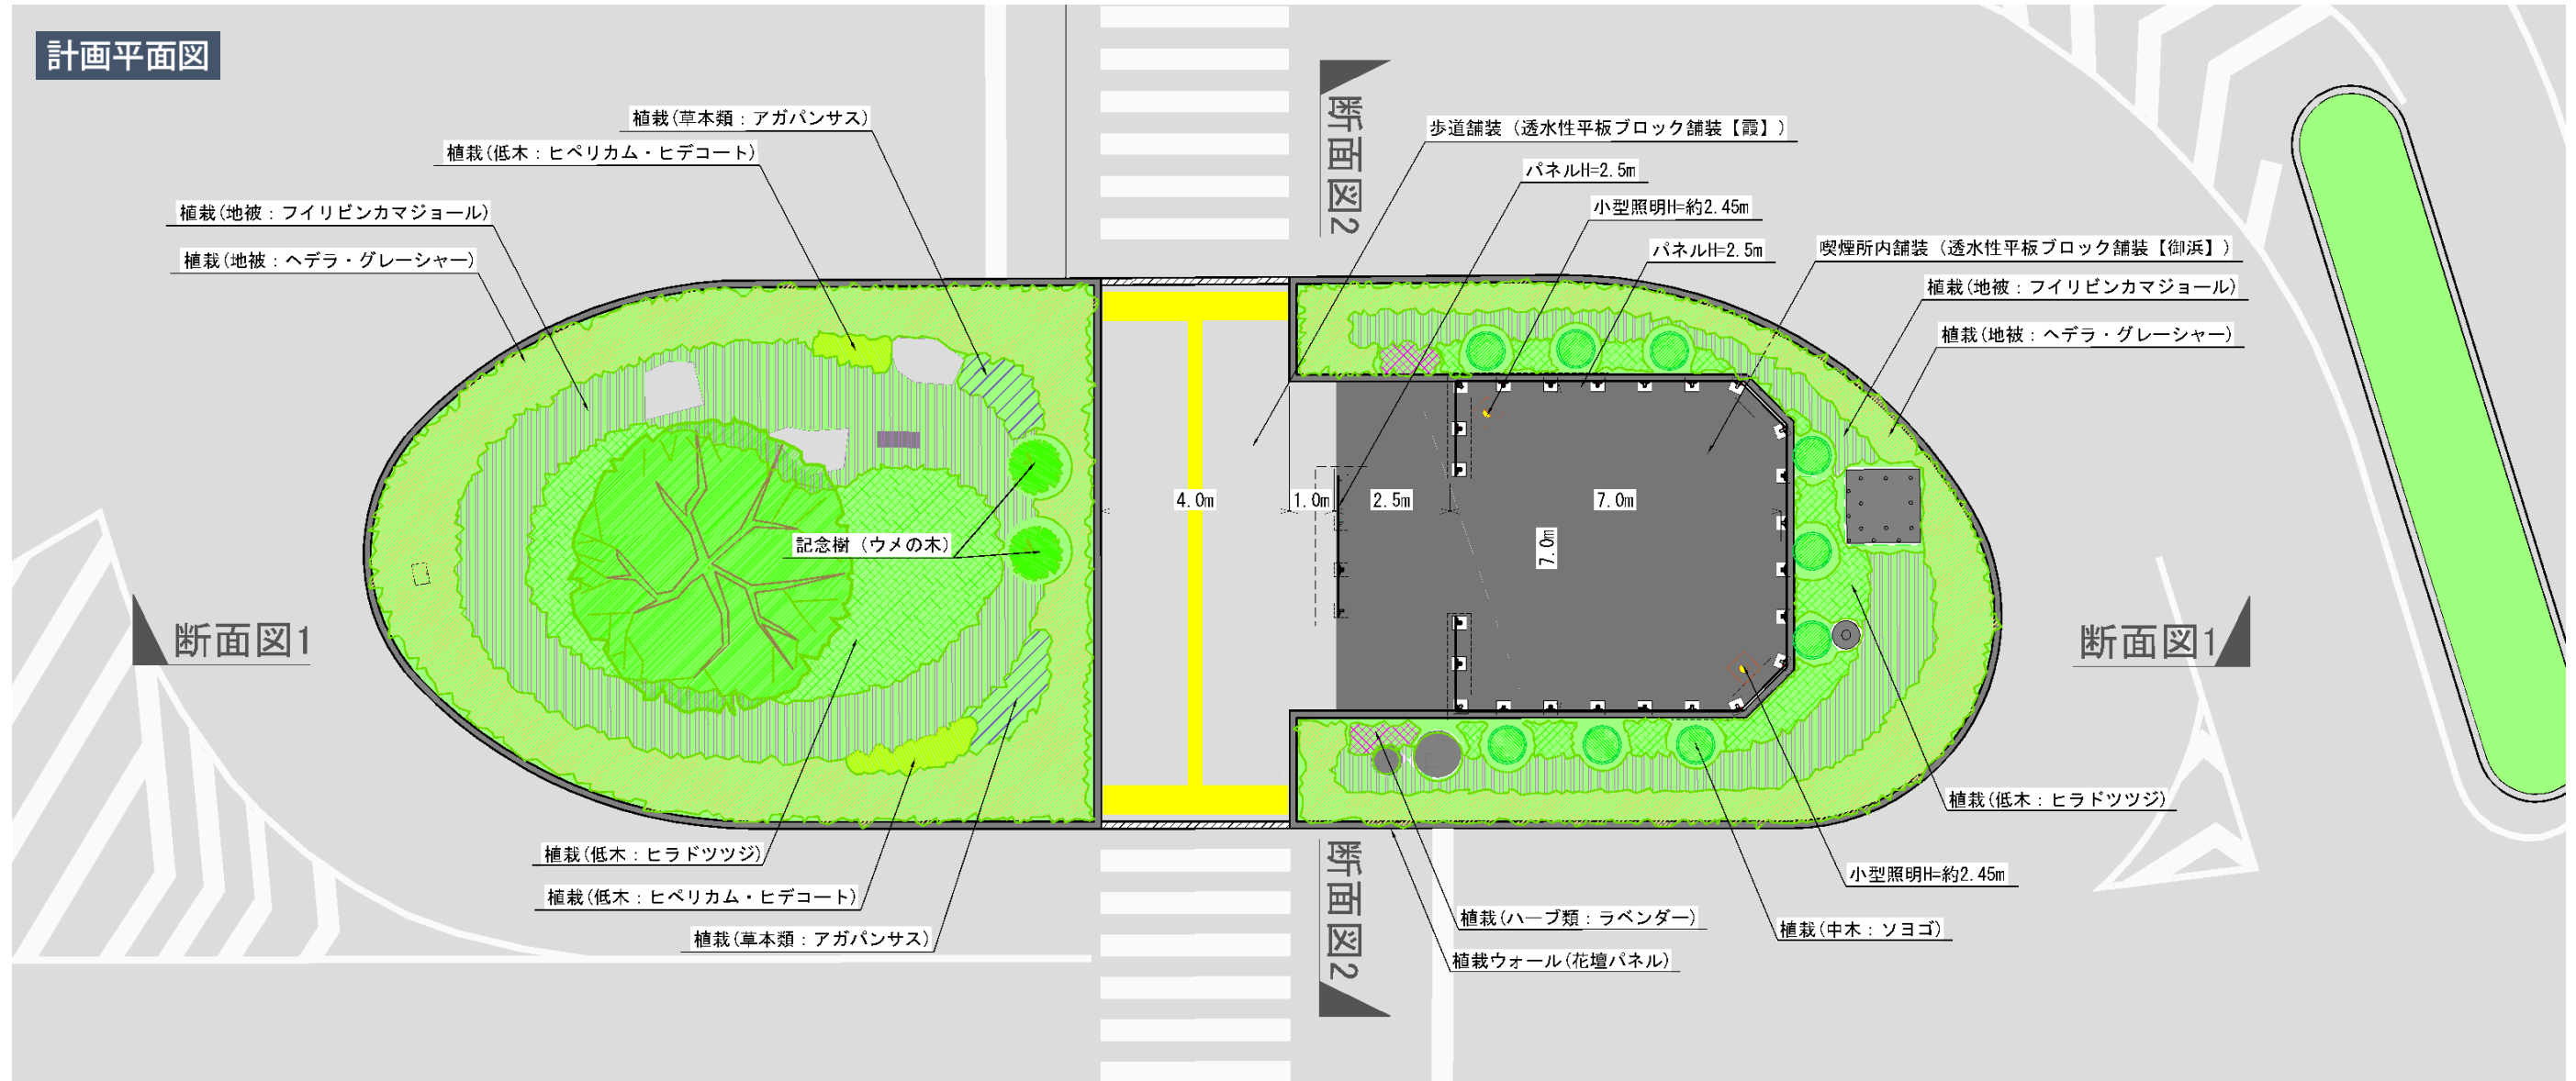 計画平面図
植栽(草本類：アガパンサス)
植栽(低木：ヒペリカム・ヒデコート)
植栽(地被：フイリビンカマジョール)
植栽(地被：ヘデラ・グレーシャー)
断面図2
歩道舗装（透水性平板ブロック舗装【霞】）
パネルH=2.5m
小型照明H=約2.45m
パネルH=2.5m
喫煙所内舗装（透水性平板ブロック舗装【御浜】）
植栽(地被：フイリビンカマジョール)
植栽(地被：ヘデラ・グレーシャー)
4.0m
1.0m
2.5m
7.0m
7.0m
記念樹（ウメの木）
断面図1
断面図1
植栽(低木：ヒラドツツジ)
植栽(低木：ヒペリカム・ヒデコート)
植栽(草本類：アガパンサス)
断面図2
植栽(低木：ヒラドツツジ)
小型照明H=約2.45m
植栽(ハーブ類：ラベンダー)
植栽(中木：ソヨゴ)
植栽ウォール(花壇パネル)